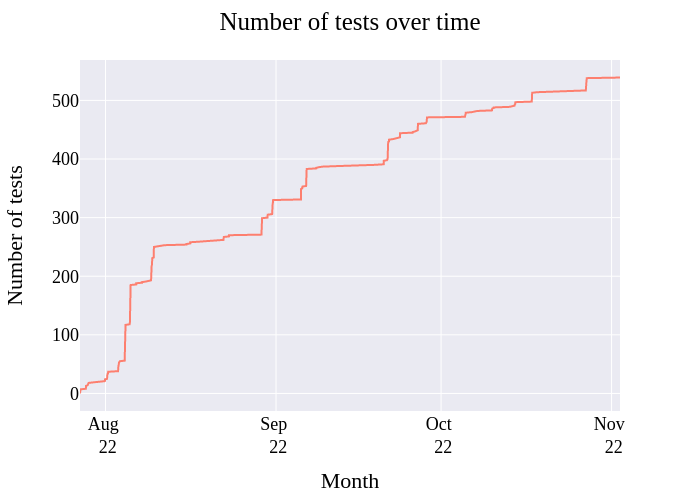 Number of tests over time
Number of tests
500
400
300
200
100
0
Aug 22
Sep 22
Oct 22
Nov 22
Month